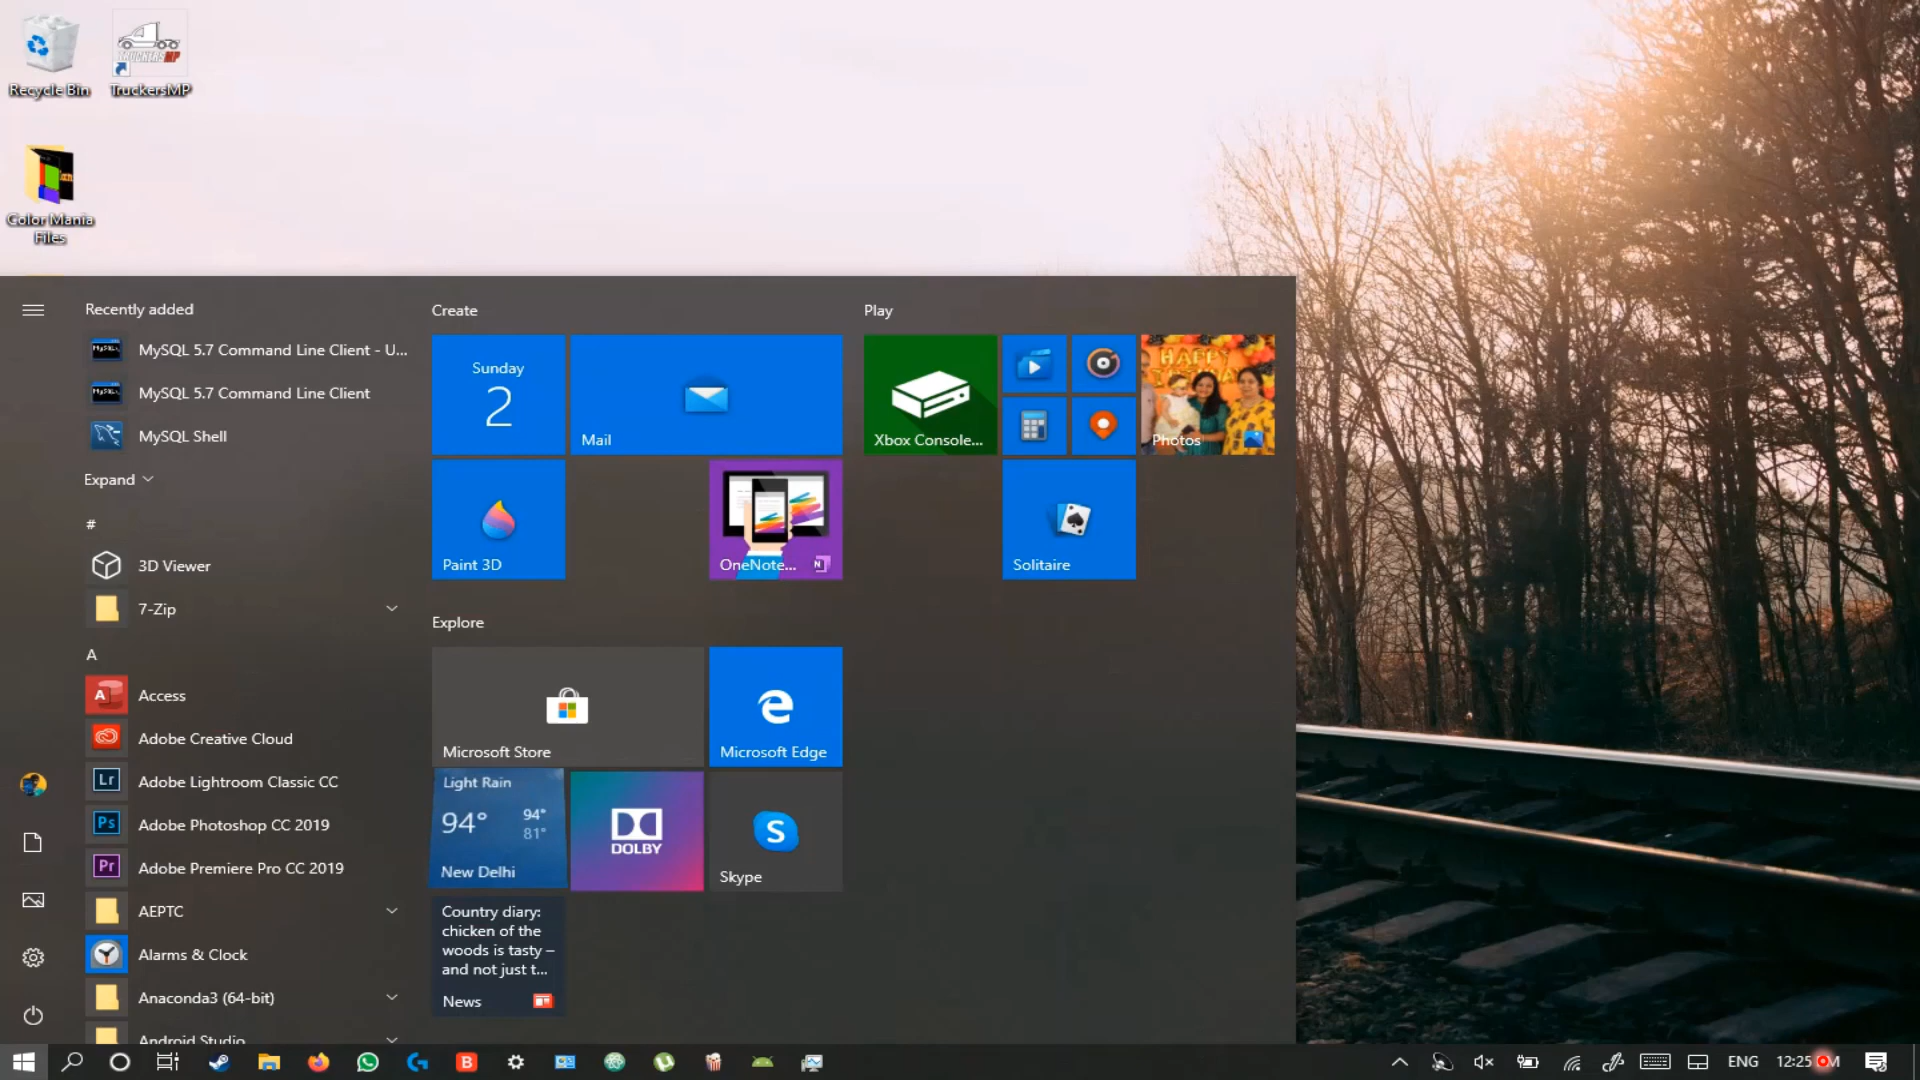 Recycle Bin
TruckersMP
Color Mania
Files
Recently added
MySQL 5.7 Command Line Client - U...
MySQL 5.7 Command Line Client
MySQL Shell
Expand
#
3D Viewer
7-Zip
A
Access
Adobe Creative Cloud
Adobe Lightroom Classic CC
Adobe Photoshop CC 2019
Adobe Premiere Pro CC 2019
AEPTC
Alarms & Clock
Anaconda3 (64-bit)
Android Studio
Create
Sunday
2
Mail
Paint 3D
OneNote...
Explore
Microsoft Store
Microsoft Edge
Light Rain
94° 94°
81°
New Delhi
DOLBY
Skype
Country diary:
chicken of the
woods is tasty –
and not just t...
News
Play
Xbox Console...
HAPPY
Photos
Solitaire
ENG
12:25